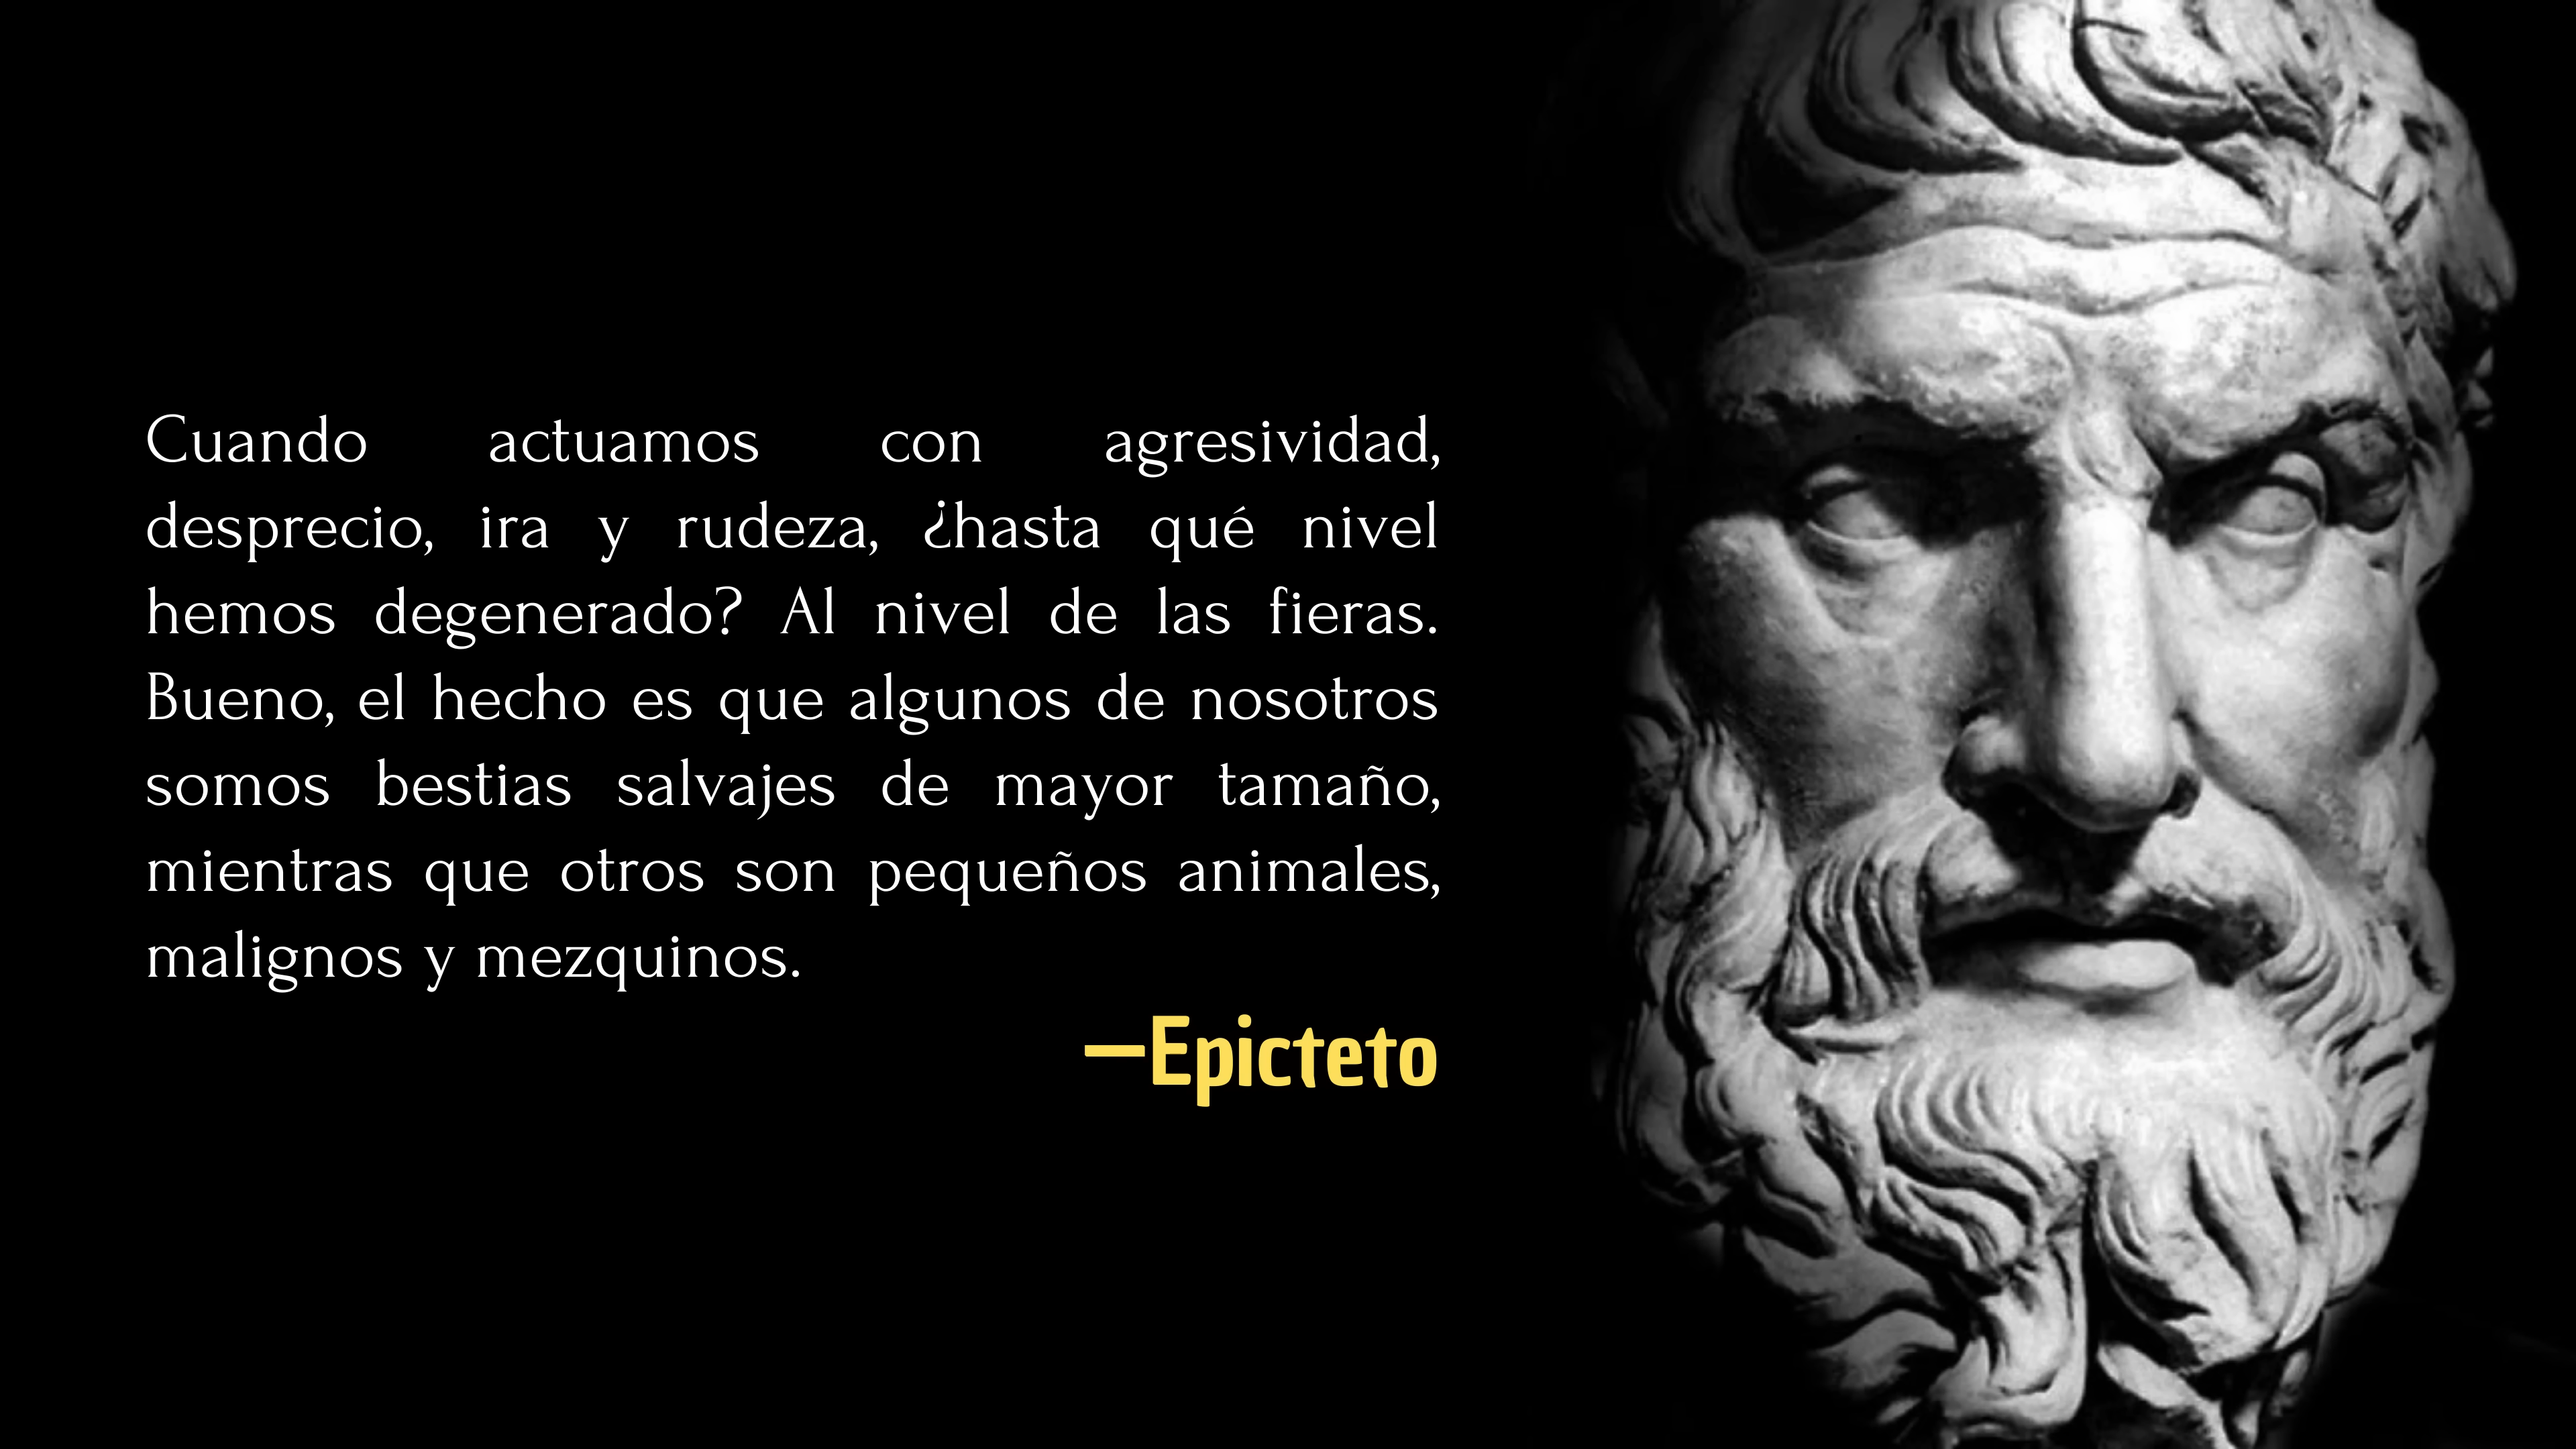 Cuando actuamos con agresividad,
desprecio, ira y rudeza, ¿hasta qué nivel
hemos degenerado? Al nivel de las fieras.
Bueno, el hecho es que algunos de nosotros
somos bestias salvajes de mayor tamaño,
mientras que otros son pequeños animales,
malignos y mezquinos.
—Epicteto